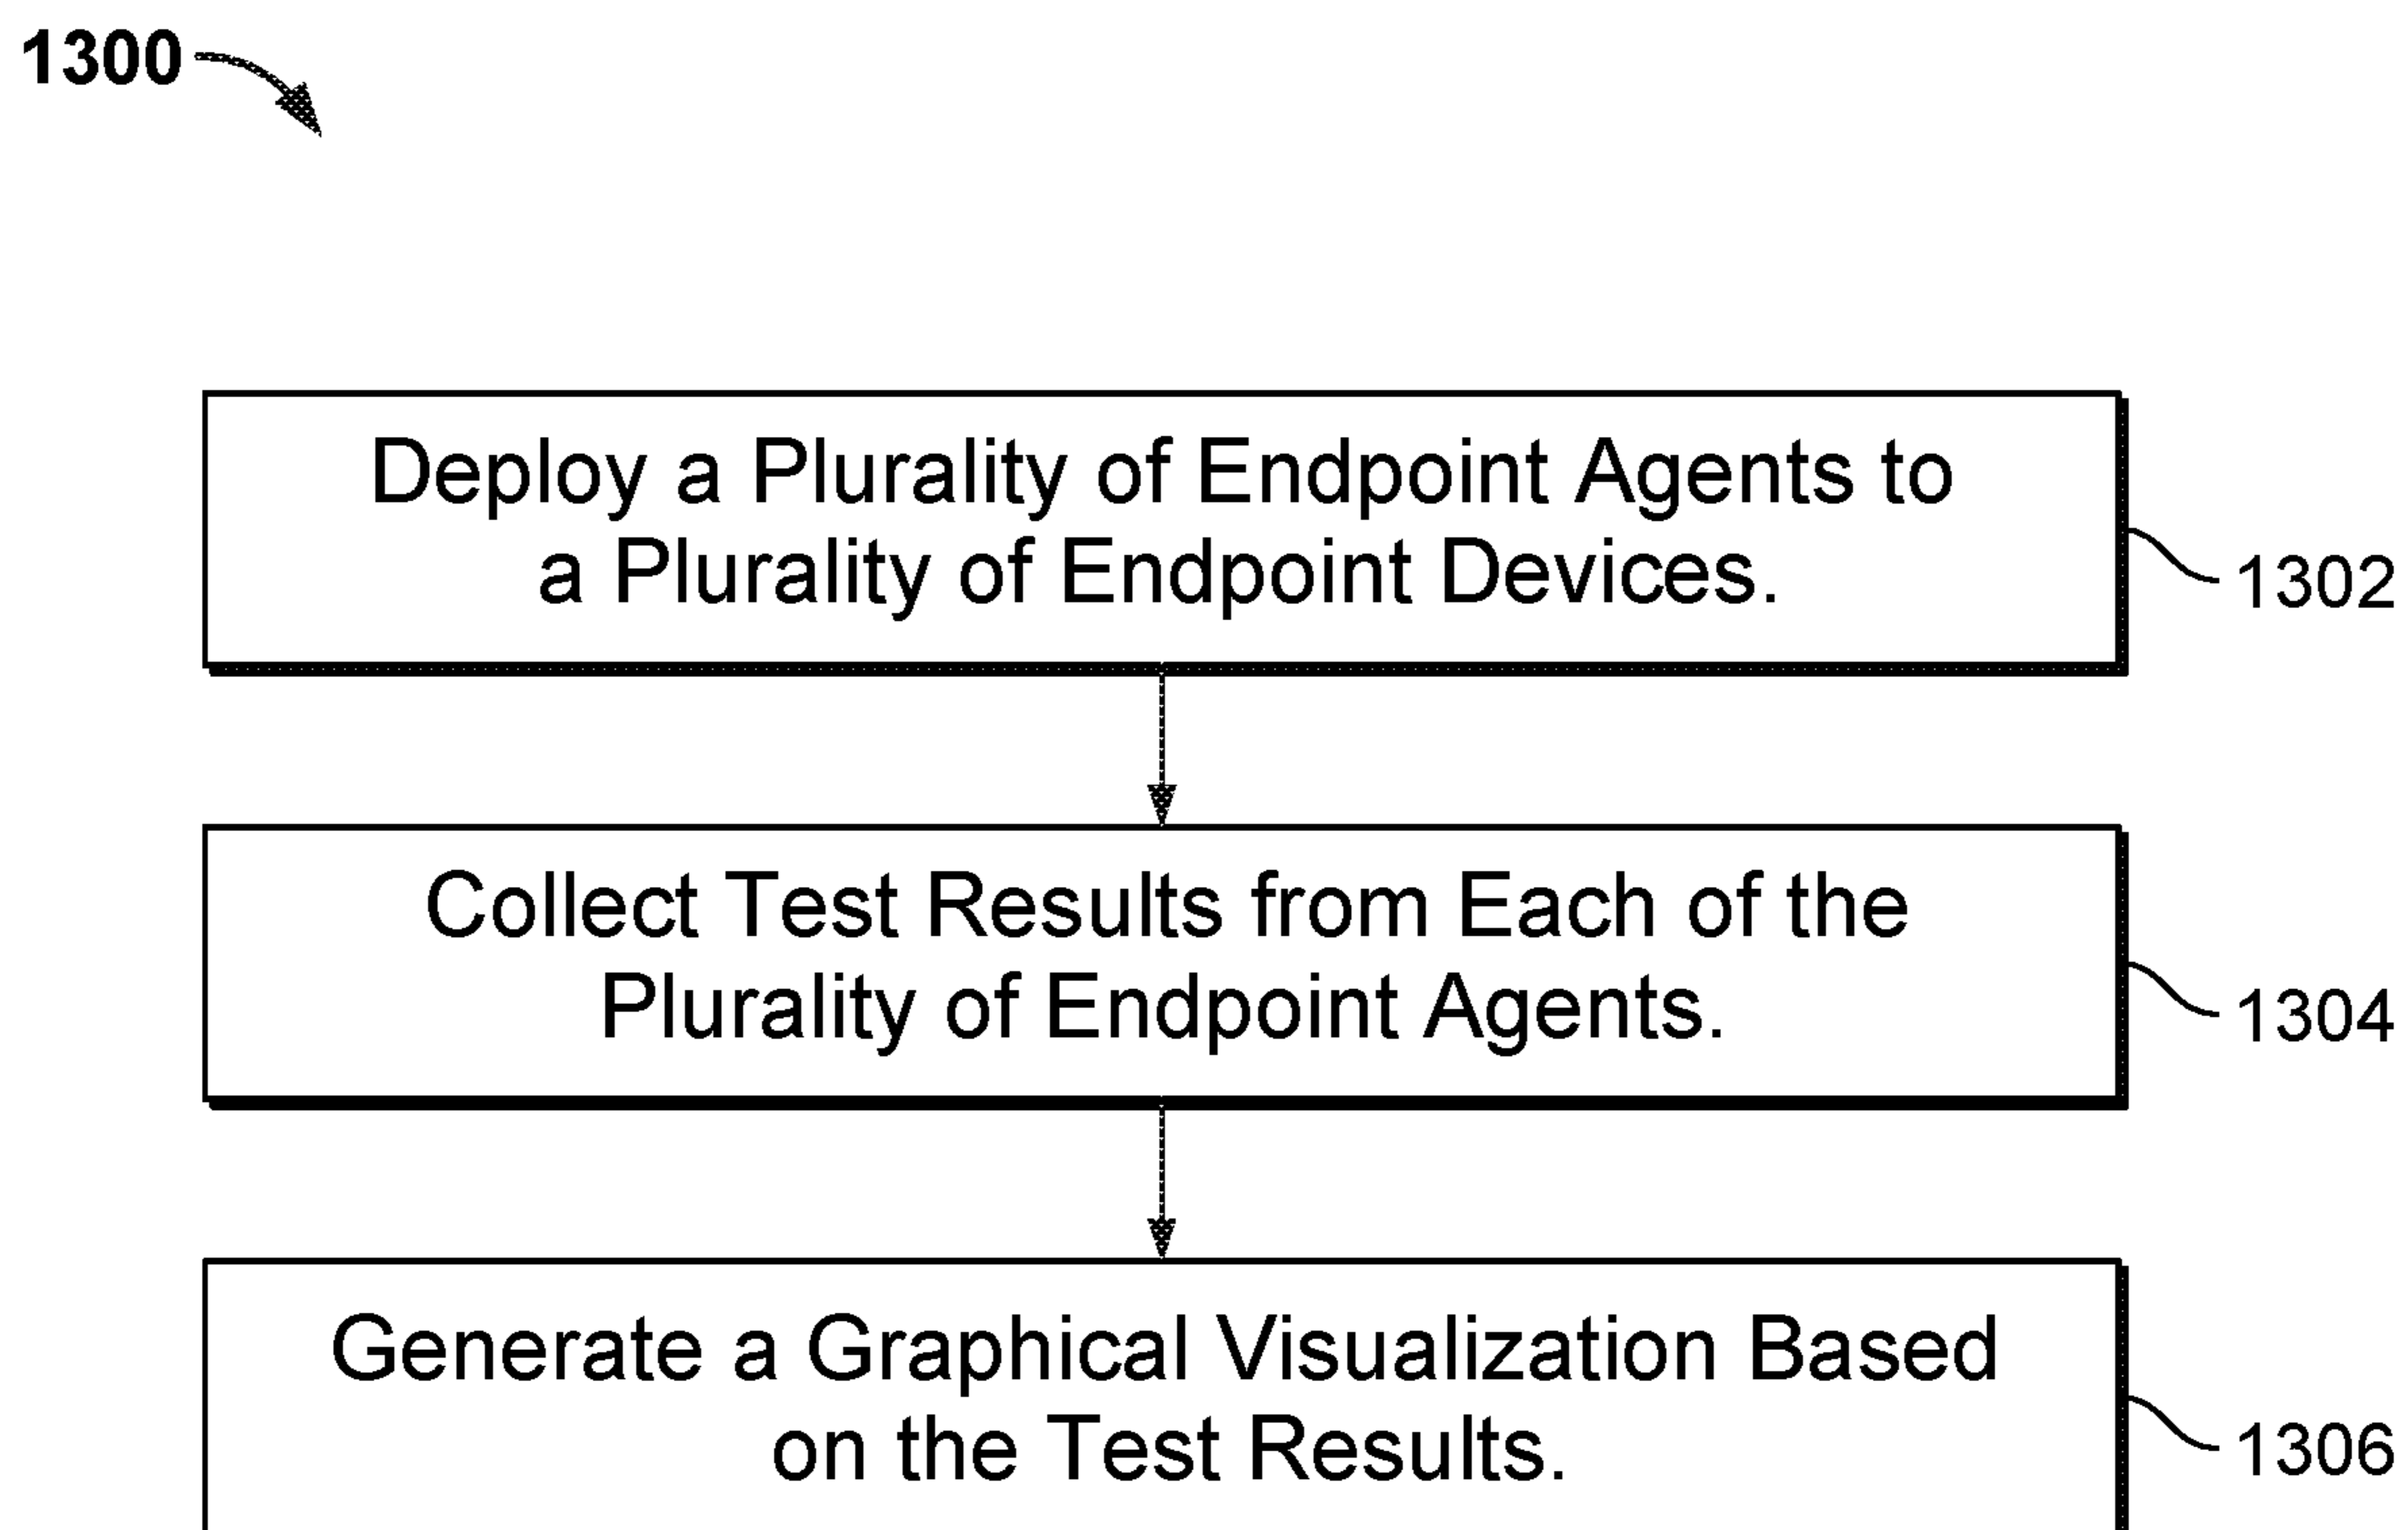 1300
Deploy a Plurality of Endpoint Agents to
a Plurality of Endpoint Devices.
1302
Collect Test Results from Each of the
Plurality of Endpoint Agents.
1304
Generate a Graphical Visualization Based
on the Test Results.
1306